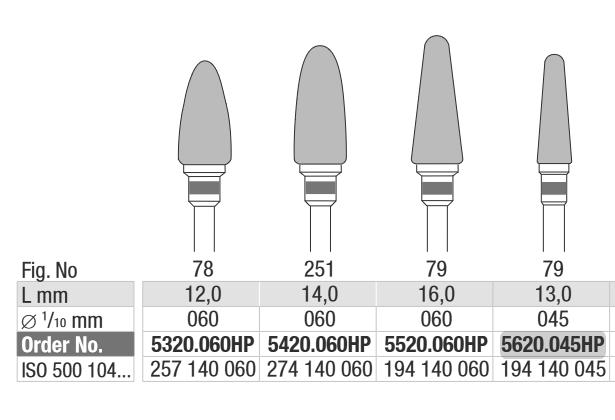 Fig. No 78 251 79 79
L mm 12,0 14,0 16,0 13,0
∅ 1/10 mm 060 060 060 045
Order No. 5320.060HP 5420.060HP 5520.060HP 5620.045HP
ISO 500 104... 257 140 060 274 140 060 194 140 060 194 140 045